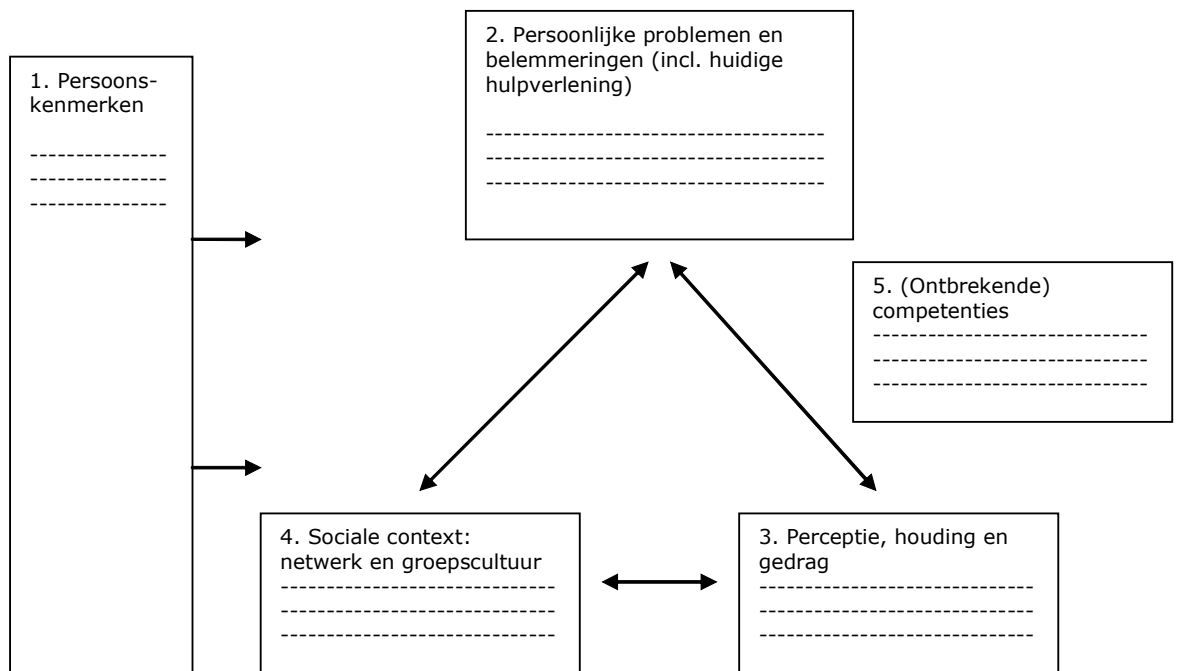 1. Persoons-
kenmerken
---------------
---------------
---------------
2. Persoonlijke problemen en
belemmeringen (incl. huidige
hulpverlening)
-------------------------------------
-------------------------------------
-------------------------------------
5. (Ontbrekende)
competenties
------------------------------
------------------------------
------------------------------
4. Sociale context:
netwerk en groepscultuur
------------------------------
------------------------------
------------------------------
3. Perceptie, houding en
gedrag
------------------------------
------------------------------
------------------------------